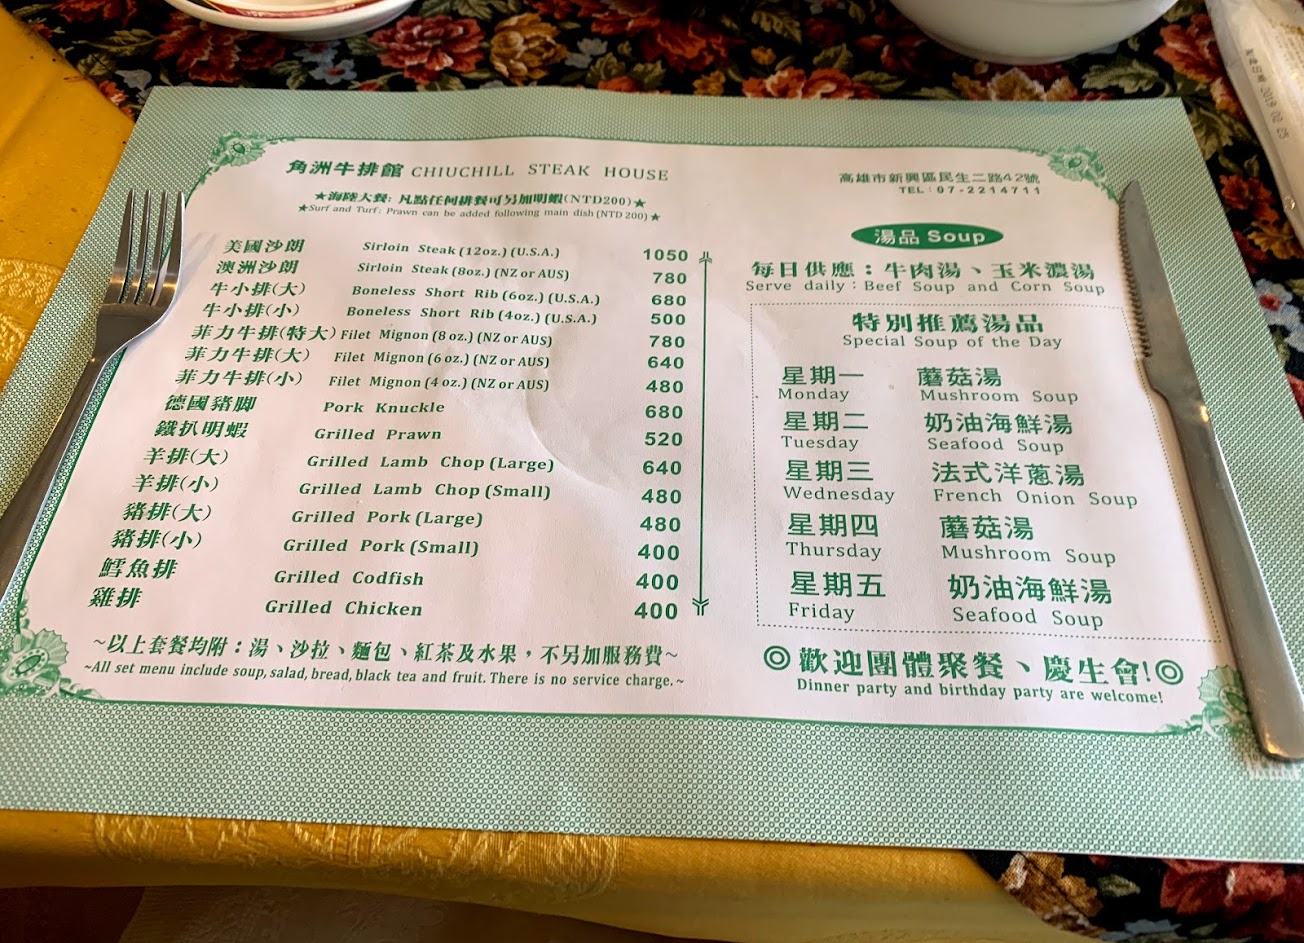 角洲牛排館 CHIUCHILL STEAK HOUSE
★海陸大餐: 凡點任何排餐可另加明蝦(NTD200)★
★Surf and Turf: Prawn can be added following main dish (NTD 200)★
美國沙朗 Sirloin Steak (12oz.) (U.S.A.) 1050
澳洲沙朗 Sirloin Steak (8oz.) (NZ or AUS) 780
牛小排(大) Boneless Short Rib (6oz.) (U.S.A.) 680
牛小排(小) Boneless Short Rib (4oz.) (U.S.A.) 500
菲力牛排(特大) Filet Mignon (8 oz.) (NZ or AUS) 780
菲力牛排(大) Filet Mignon (6 oz.) (NZ or AUS) 640
菲力牛排(小) Filet Mignon (4 oz.) (NZ or AUS) 480
德國豬腳 Pork Knuckle 680
鐵扒明蝦 Grilled Prawn 520
羊排(大) Grilled Lamb Chop (Large) 640
羊排(小) Grilled Lamb Chop (Small) 480
豬排(大) Grilled Pork (Large) 480
豬排(小) Grilled Pork (Small) 400
鱈魚排 Grilled Codfish 400
雞排 Grilled Chicken 400
~以上套餐均附：湯、沙拉、麵包、紅茶及水果，不另加服務費~
~All set menu include soup, salad, bread, black tea and fruit. There is no service charge.~
高雄市新興區民生二路42號
TEL：07-2214711
湯品 Soup
每日供應：牛肉湯、玉米濃湯
Serve daily：Beef Soup and Corn Soup
特別推薦湯品
Special Soup of the Day
星期一 蘑菇湯
Monday Mushroom Soup
星期二 奶油海鮮湯
Tuesday Seafood Soup
星期三 法式洋蔥湯
Wednesday French Onion Soup
星期四 蘑菇湯
Thursday Mushroom Soup
星期五 奶油海鮮湯
Friday Seafood Soup
◎歡迎團體聚餐、慶生會!◎
Dinner party and birthday party are welcome!
2019 02 25